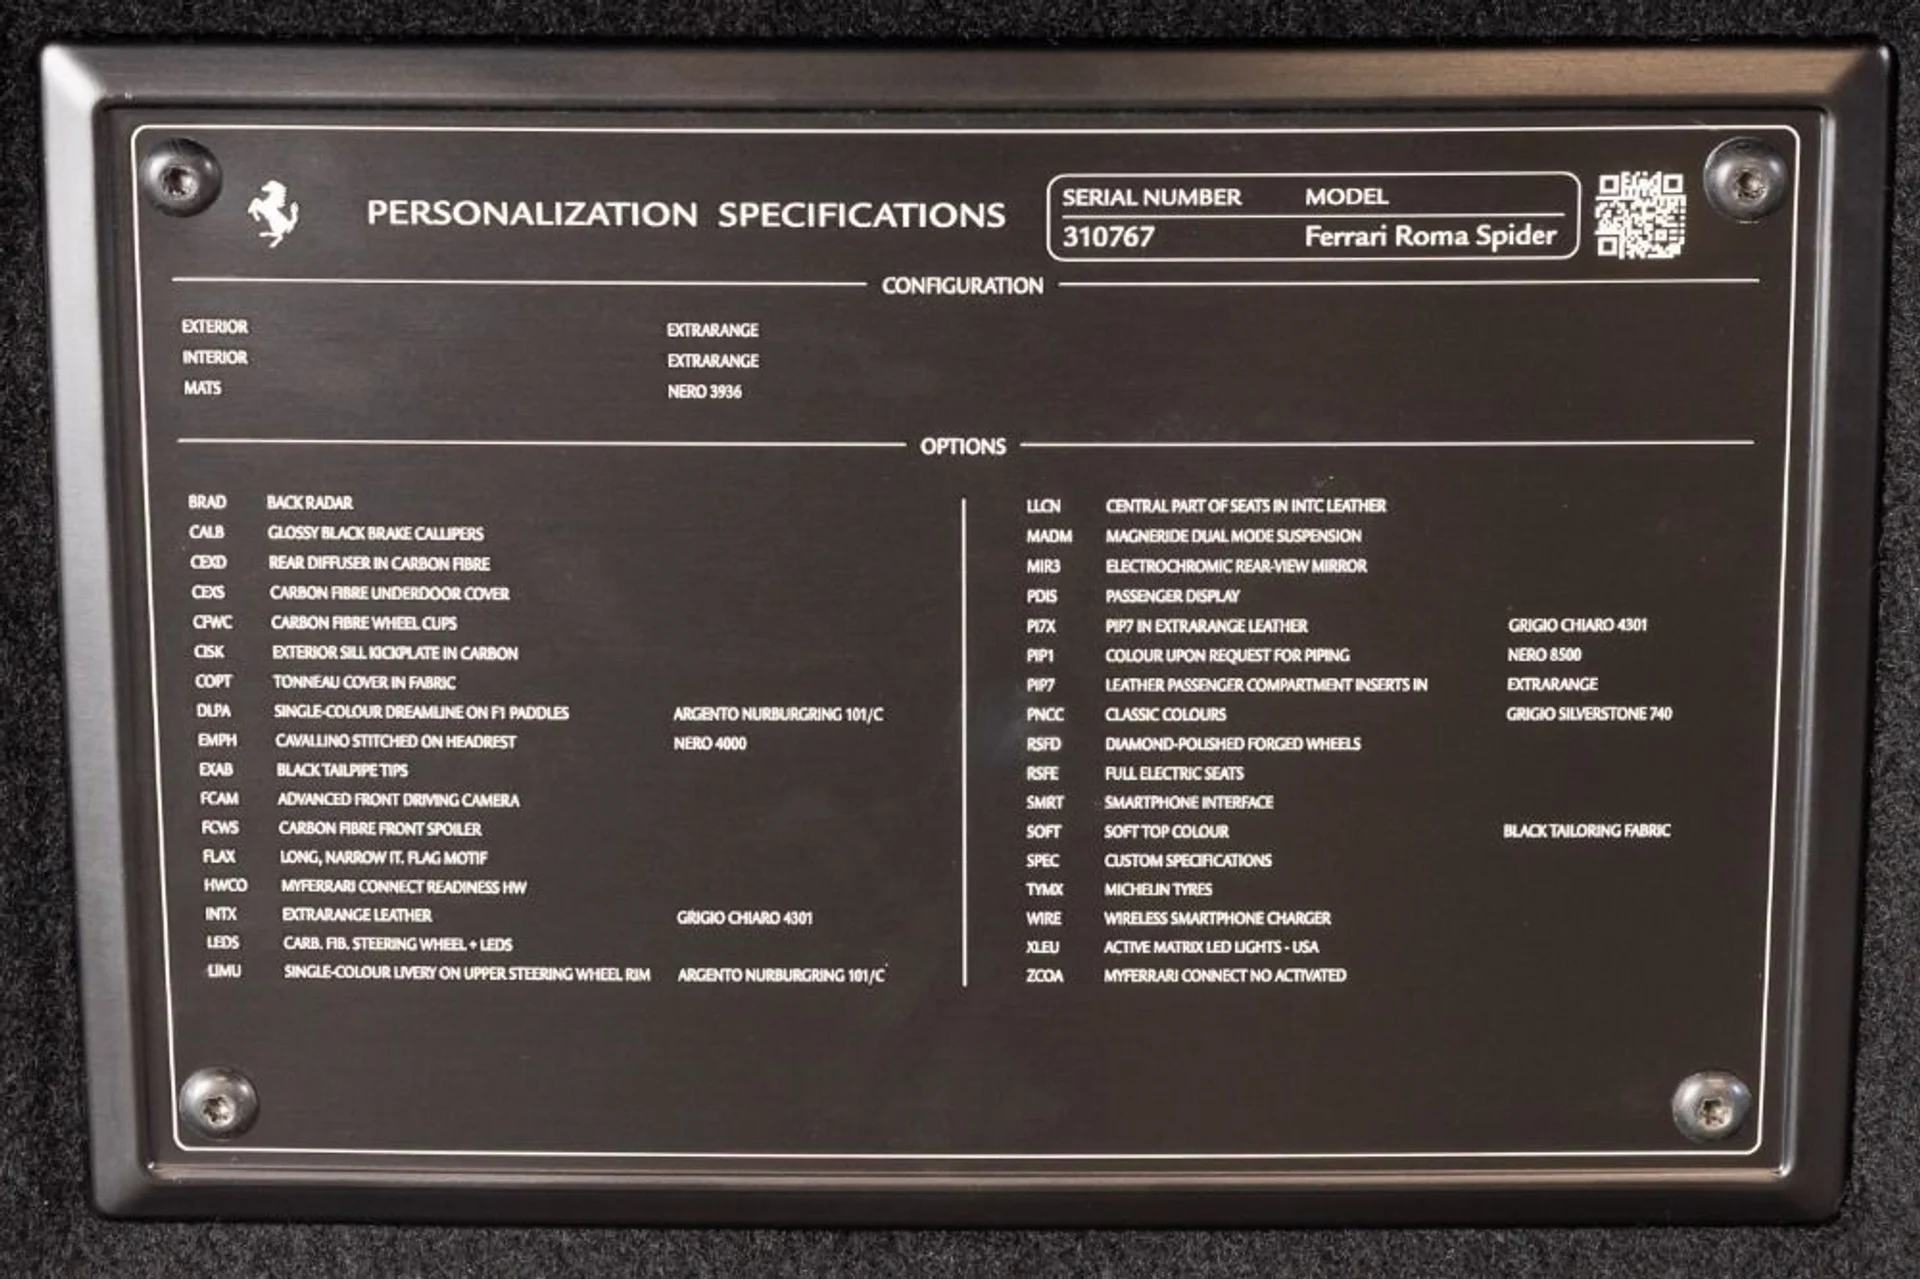 PERSONALIZATION SPECIFICATIONS
SERIAL NUMBER MODEL
310767 Ferrari Roma Spider
CONFIGURATION
EXTERIOR EXTRARANGE
INTERIOR EXTRARANGE
MATS NERO 3936
OPTIONS
BRAD BACK RADAR
CALB GLOSSY BLACK BRAKE CALLIPERS
CEXD REAR DIFFUSER IN CARBON FIBRE
CEXS CARBON FIBRE UNDERDOOR COVER
CFWC CARBON FIBRE WHEEL CUPS
CISK EXTERIOR SILL KICKPLATE IN CARBON
COPT TONNEAU COVER IN FABRIC
DLPA SINGLE-COLOUR DREAMLINE ON F1 PADDLES ARGENTO NURBURGRING 101/C
EMPH CAVALLINO STITCHED ON HEADREST NERO 4000
EXAB BLACK TAILPIPE TIPS
FCAM ADVANCED FRONT DRIVING CAMERA
FCWS CARBON FIBRE FRONT SPOILER
FLAX LONG, NARROW IT. FLAG MOTIF
HWCO MYFERRARI CONNECT READINESS HW
INTX EXTRARANGE LEATHER GRIGIO CHIARO 4301
LEDS CARB. FIB. STEERING WHEEL + LEDS
LIMU SINGLE-COLOUR LIVERY ON UPPER STEERING WHEEL RIM ARGENTO NURBURGRING 101/C
LLCN CENTRAL PART OF SEATS IN INTC LEATHER
MADM MAGNERIDE DUAL MODE SUSPENSION
MIR3 ELECTROCHROMIC REAR-VIEW MIRROR
PDIS PASSENGER DISPLAY
PI7X PIP7 IN EXTRARANGE LEATHER GRIGIO CHIARO 4301
PIP1 COLOUR UPON REQUEST FOR PIPING NERO 8500
PIP7 LEATHER PASSENGER COMPARTMENT INSERTS IN EXTRARANGE
PNCC CLASSIC COLOURS GRIGIO SILVERSTONE 740
RSFD DIAMOND-POLISHED FORGED WHEELS
RSFE FULL ELECTRIC SEATS
SMRT SMARTPHONE INTERFACE
SOFT SOFT TOP COLOUR BLACK TAILORING FABRIC
SPEC CUSTOM SPECIFICATIONS
TYMX MICHELIN TYRES
WIRE WIRELESS SMARTPHONE CHARGER
XLEU ACTIVE MATRIX LED LIGHTS - USA
ZCOA MYFERRARI CONNECT NO ACTIVATED